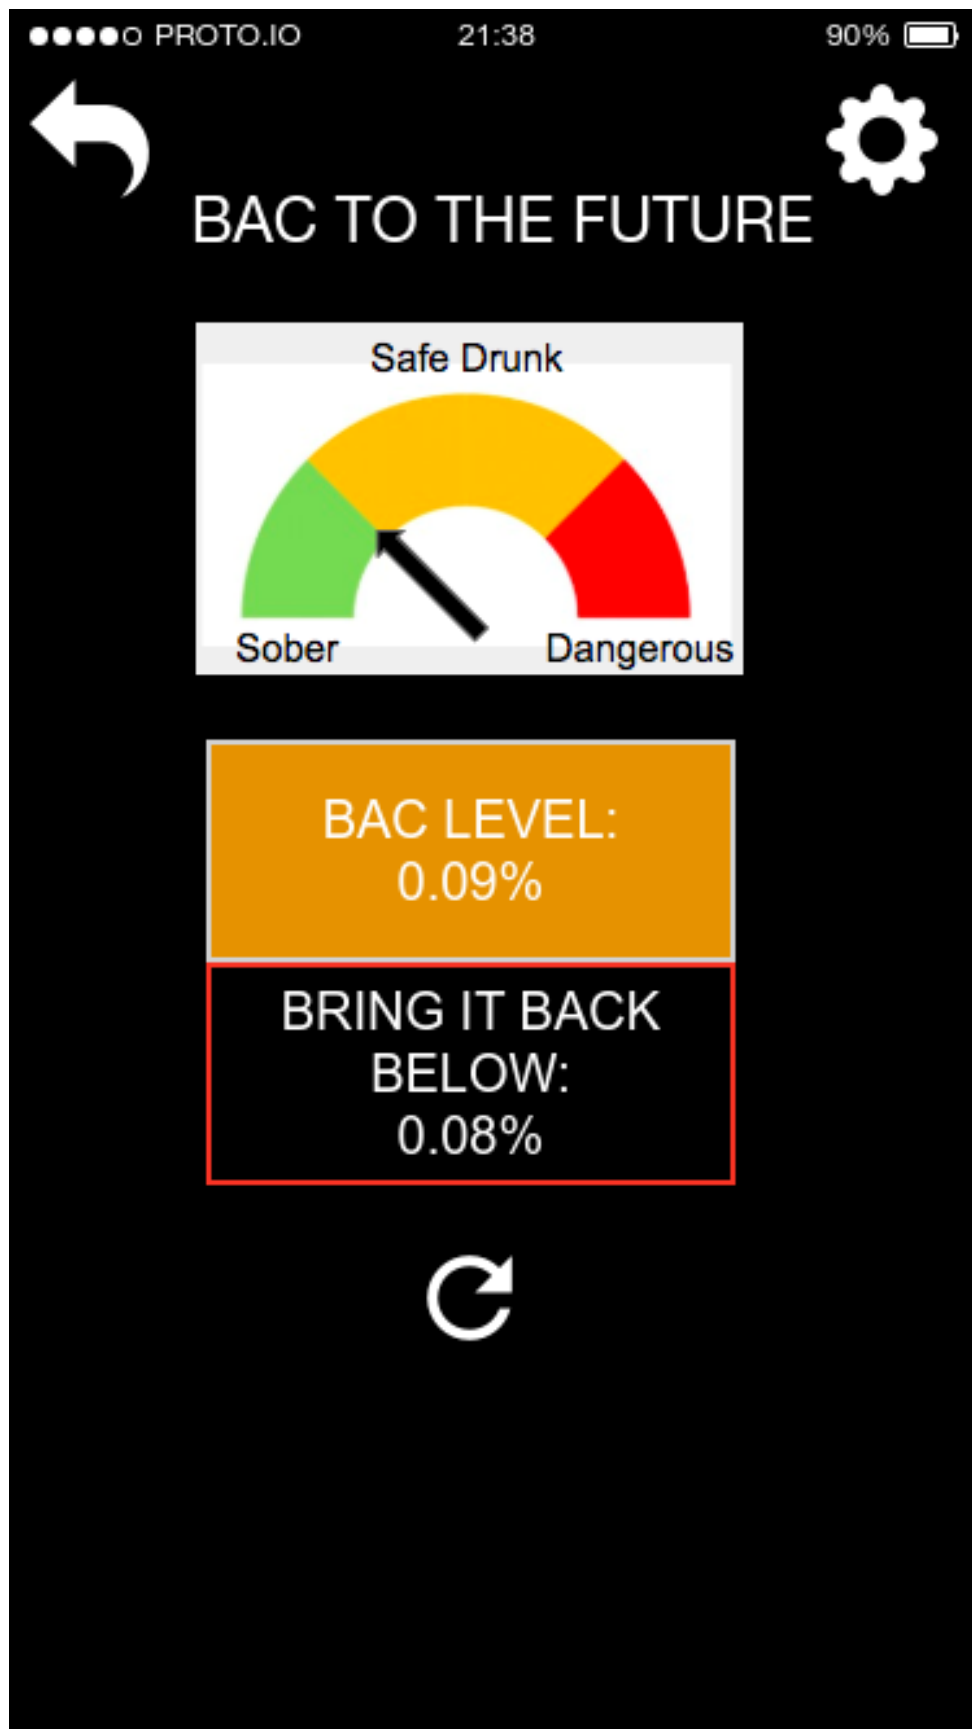 PROTO.IO 21:38 90%
BAC TO THE FUTURE
Safe Drunk
Sober Dangerous
BAC LEVEL:
0.09%
BRING IT BACK
BELOW:
0.08%